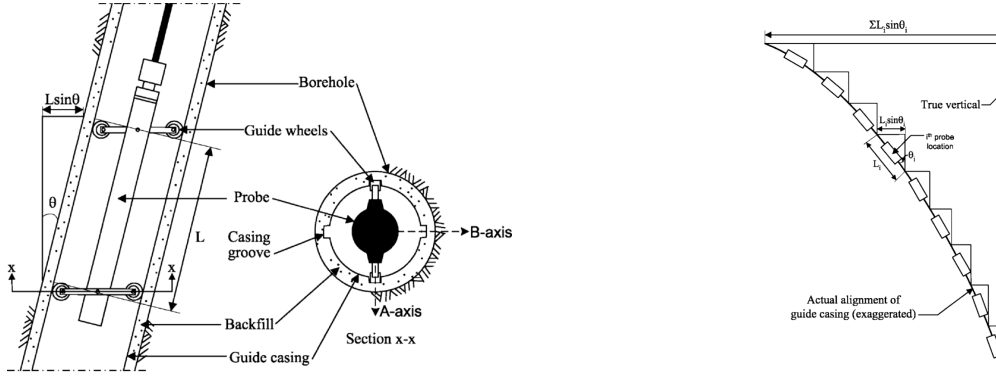 Lsinθ
θ
x
x
L
Borehole
Guide wheels
Probe
Casing
groove
Backfill
Guide casing
B-axis
A-axis
Section x-x
ΣLᵢsinθᵢ
True vertical
Lᵢsinθᵢ
iᵗʰ probe
location
θᵢ
Lᵢ
Actual alignment of
guide casing (exaggerated)